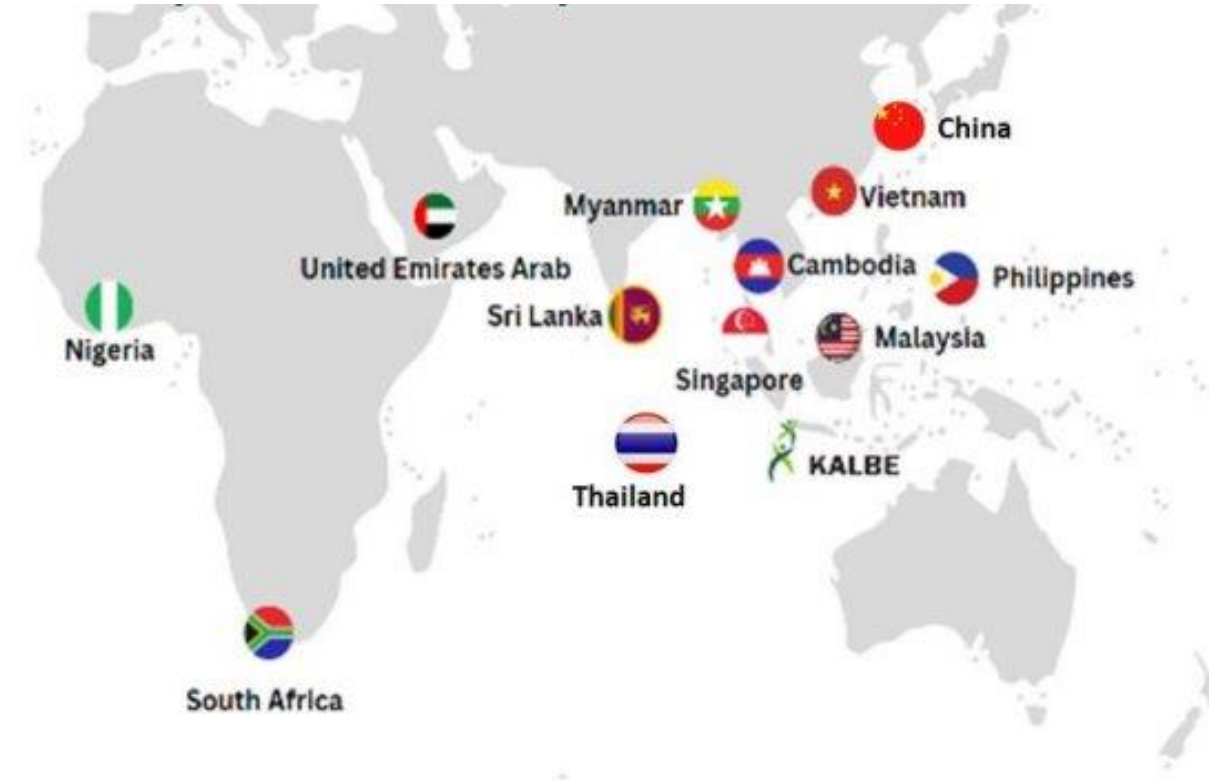 China
Myanmar
Vietnam
United Emirates Arab
Cambodia
Philippines
Sri Lanka
Nigeria
Malaysia
Singapore
KALBE
Thailand
South Africa